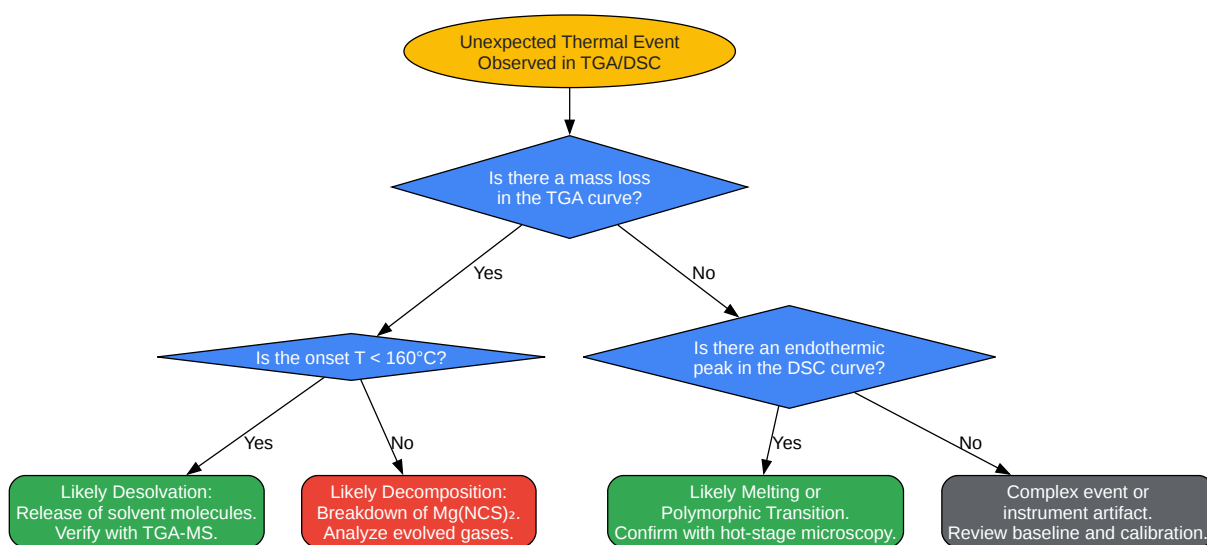 Unexpected Thermal Event
Observed in TGA/DSC
Is there a mass loss
in the TGA curve?
Yes
No
Is the onset T < 160°C?
Is there an endothermic
peak in the DSC curve?
Yes
No
Yes
No
Likely Desolvation:
Release of solvent molecules.
Verify with TGA-MS.
Likely Decomposition:
Breakdown of Mg(NCS)₂.
Analyze evolved gases.
Likely Melting or
Polymorphic Transition.
Confirm with hot-stage microscopy.
Complex event or
instrument artifact.
Review baseline and calibration.